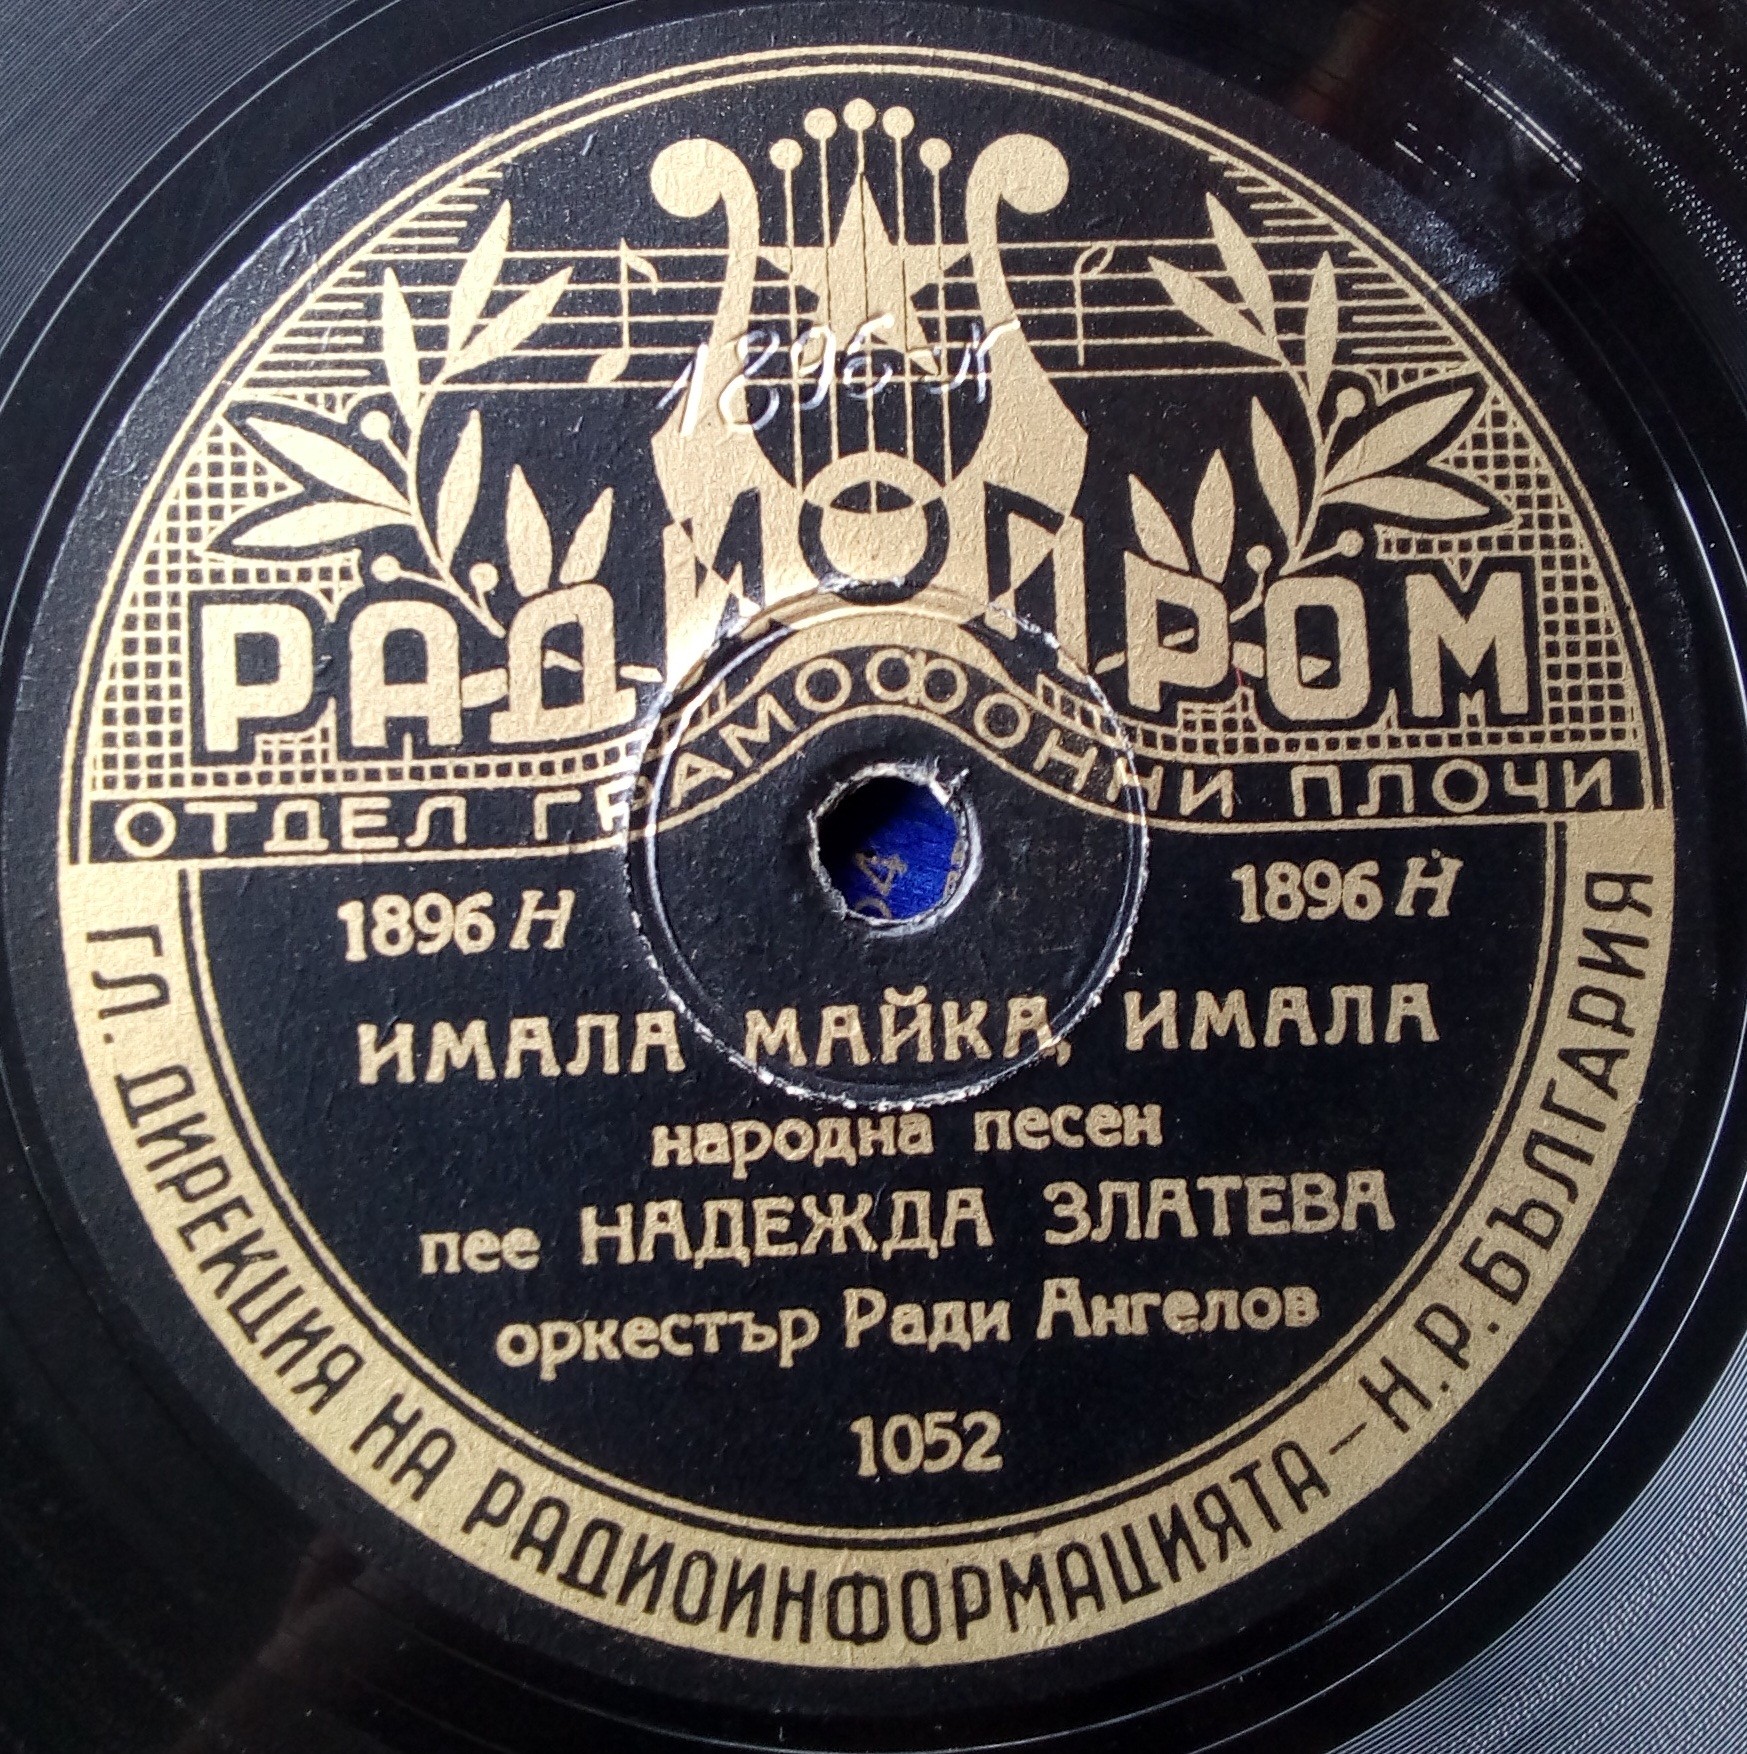 1896 н
РАДИОПРОМ
ОТДЕЛ ГРАМОФОННИ ПЛОЧИ
1896 Н 1896 Н
ИМАЛА МАЙКА, ИМАЛА
народна песен
пее НАДЕЖДА ЗЛАТЕВА
оркестър Ради Ангелов
1052
ГЛ. ДИРЕКЦИЯ НА РАДИОИНФОРМАЦИЯТА – Н.Р. БЪЛГАРИЯ